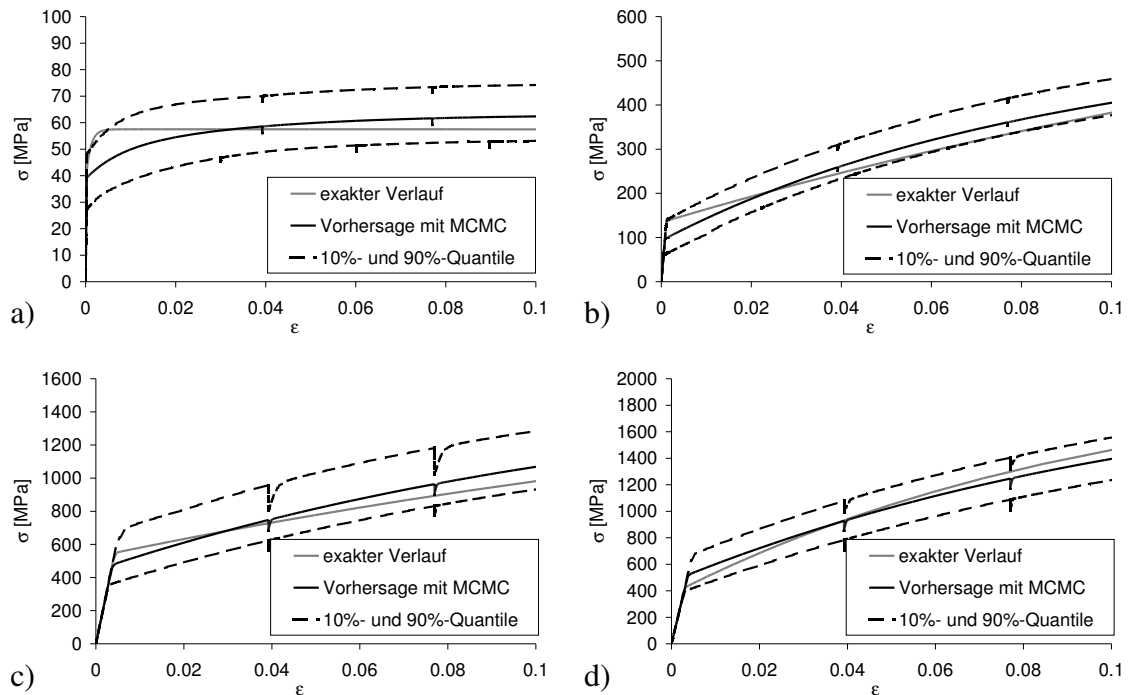 100
90
80
70
60
50
40
30
20
10
0
σ [MPa]
0 0.02 0.04 0.06 0.08 0.1
ε
exakter Verlauf
Vorhersage mit MCMC
10%- und 90%-Quantile
a)
600
500
400
300
200
100
0
σ [MPa]
0 0.02 0.04 0.06 0.08 0.1
ε
exakter Verlauf
Vorhersage mit MCMC
10%- und 90%-Quantile
b)
1600
1400
1200
1000
800
600
400
200
0
σ [MPa]
0 0.02 0.04 0.06 0.08 0.1
ε
exakter Verlauf
Vorhersage mit MCMC
10%- und 90%-Quantile
c)
2000
1800
1600
1400
1200
1000
800
600
400
200
0
σ [MPa]
0 0.02 0.04 0.06 0.08 0.1
ε
exakter Verlauf
Vorhersage mit MCMC
10%- und 90%-Quantile
d)